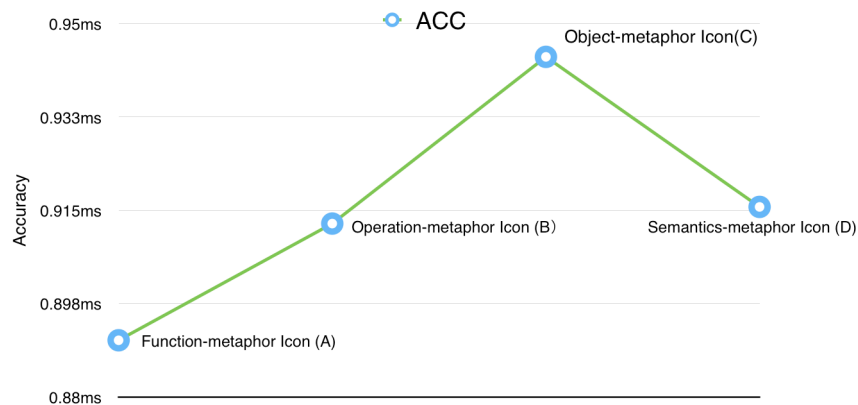 ACC
0.95ms
Object-metaphor Icon(C)
0.933ms
Accuracy
0.915ms
Operation-metaphor Icon (B）
Semantics-metaphor Icon (D)
0.898ms
Function-metaphor Icon (A)
0.88ms